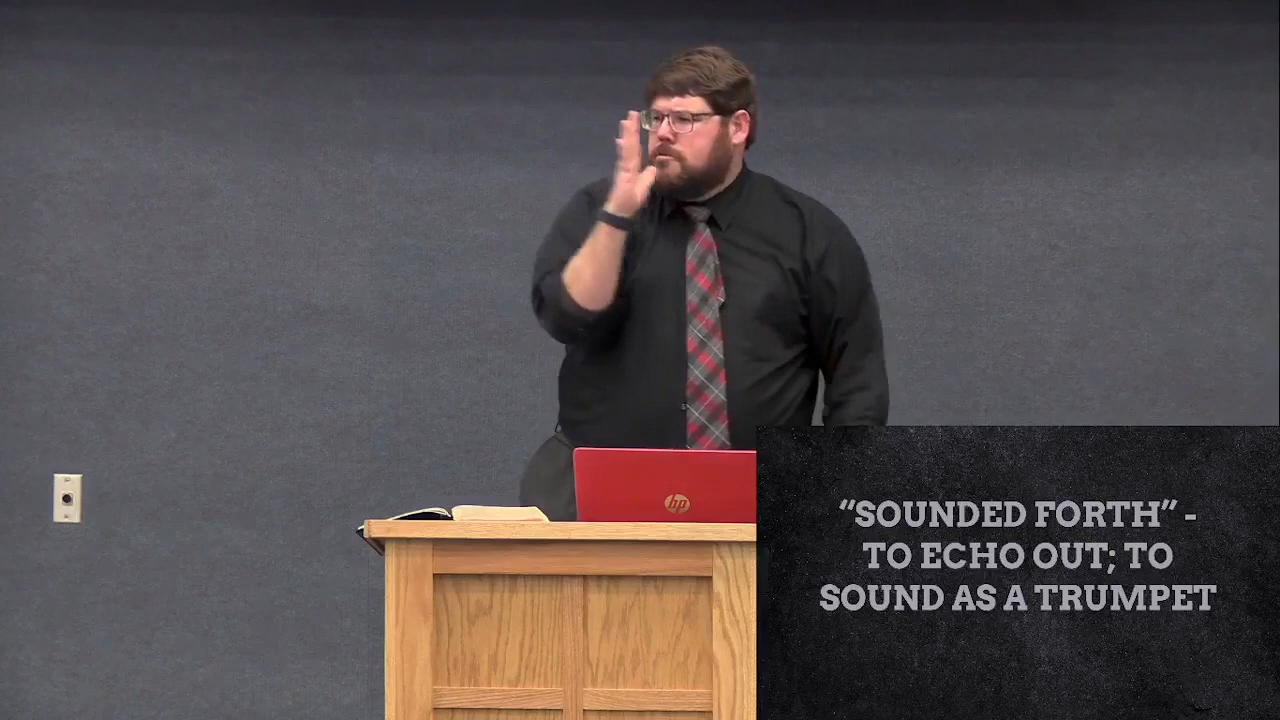 hp
“SOUNDED FORTH” -
TO ECHO OUT; TO
SOUND AS A TRUMPET